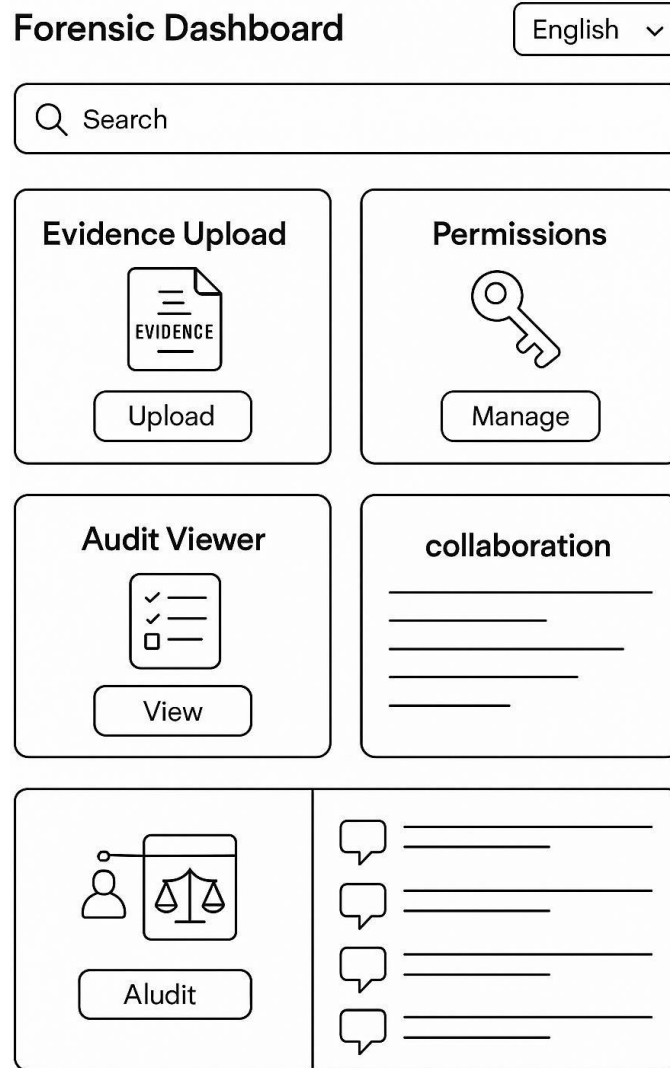 Forensic Dashboard
English
Search
Evidence Upload
EVIDENCE
Upload
Permissions
Manage
Audit Viewer
View
collaboration
Aludit